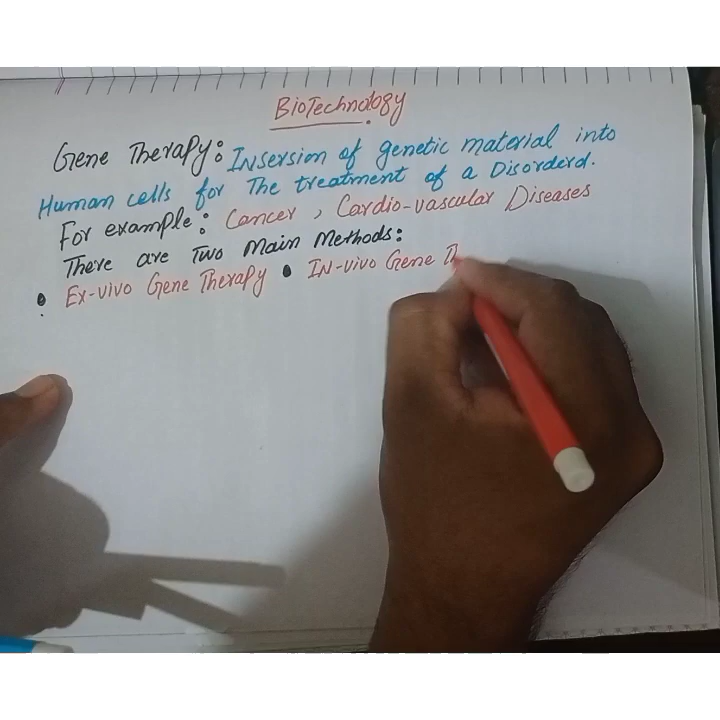 BioTechnology
Gene Therapy: Insersion of genetic material into
Human cells for The treatment of a Disorderd.
For example: Cancer, Cardio-vascular Diseases
There are Two Main Methods:
• Ex-vivo Gene Therapy • IN-vivo Gene T